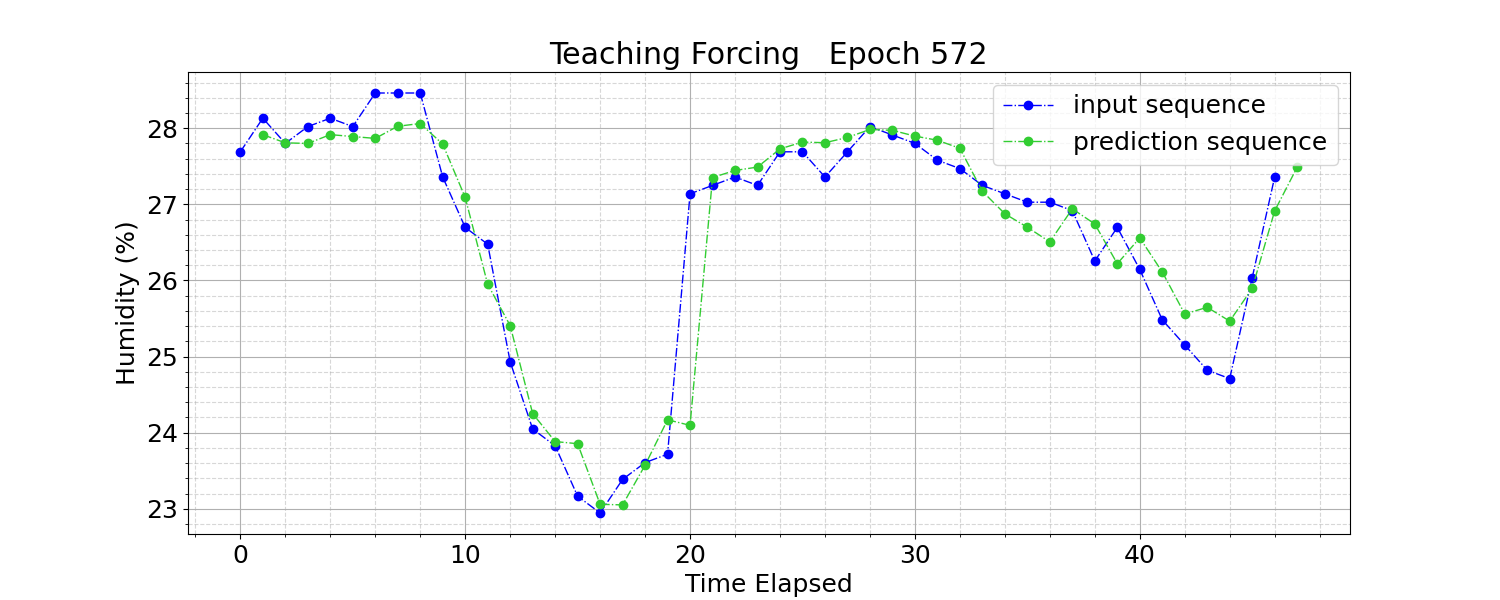 Teaching Forcing   Epoch 572
input sequence
prediction sequence
Humidity (%)
28
27
26
25
24
23
0 10 20 30 40
Time Elapsed